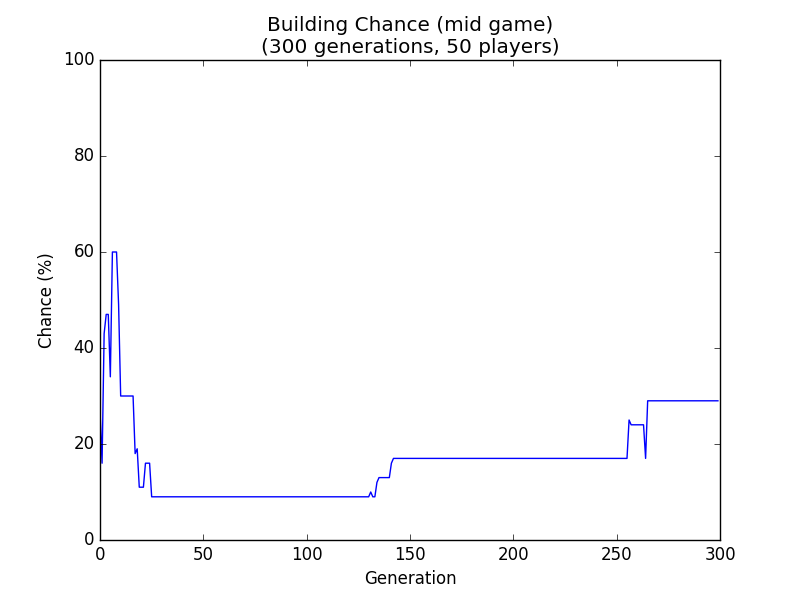 Building Chance (mid game)
(300 generations, 50 players)
100
80
60
40
20
0
Chance (%)
0 50 100 150 200 250 300
Generation